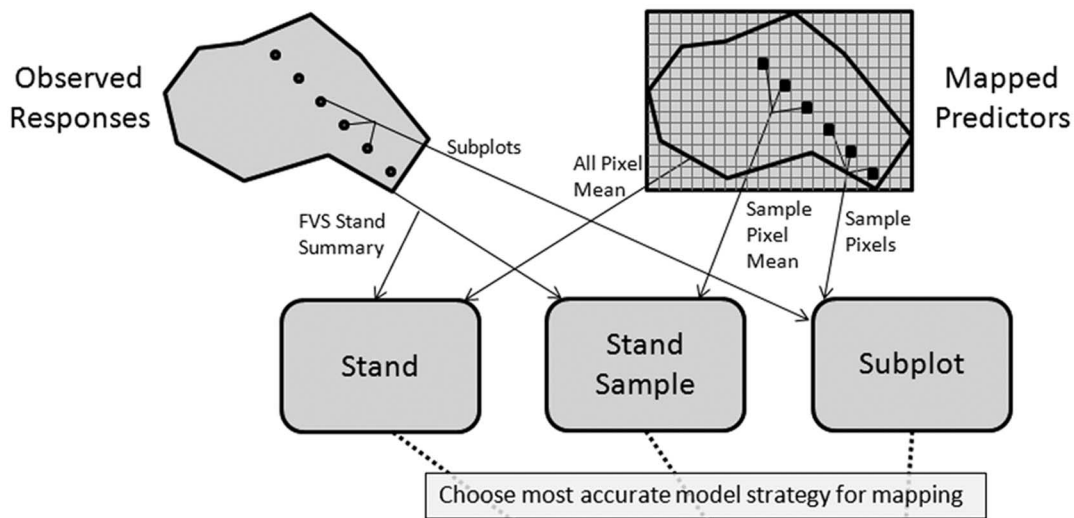 Observed
Responses
Mapped
Predictors
Subplots
All Pixel
Mean
FVS Stand
Summary
Sample
Pixel
Mean
Sample
Pixels
Stand
Stand
Sample
Subplot
Choose most accurate model strategy for mapping